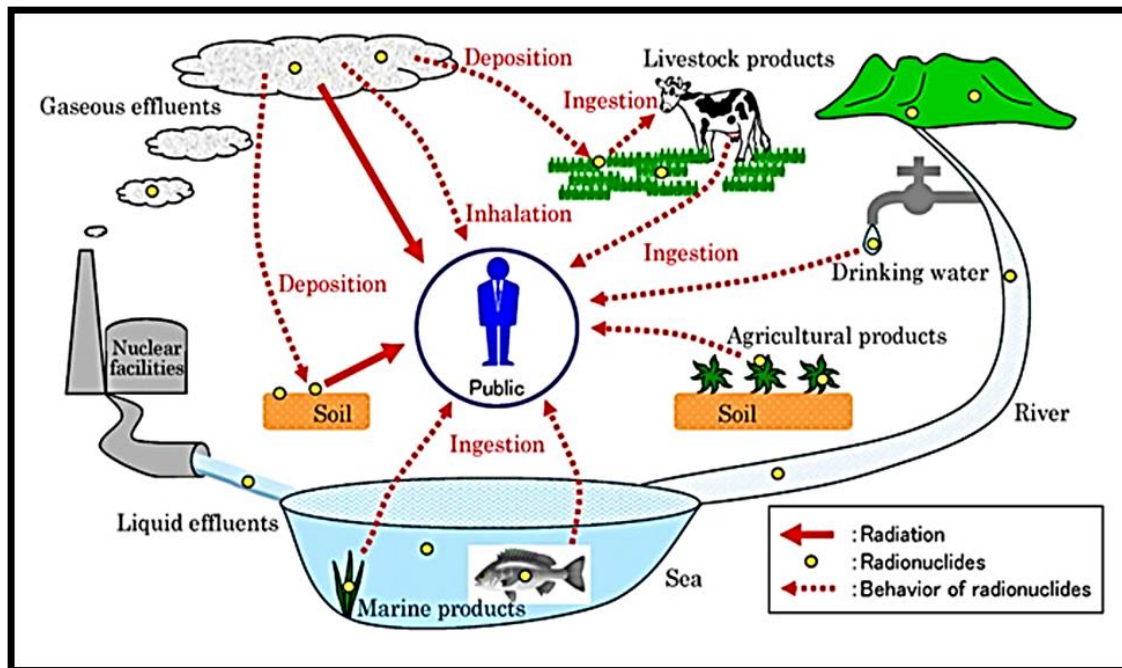 Deposition
Livestock products
Gaseous effluents
Ingestion
Inhalation
Ingestion
Drinking water
Deposition
Nuclear
facilities
Agricultural products
Public
Soil
Soil
River
Ingestion
Liquid effluents
Sea
Marine products
:Radiation
:Radionuclides
:Behavior of radionuclides